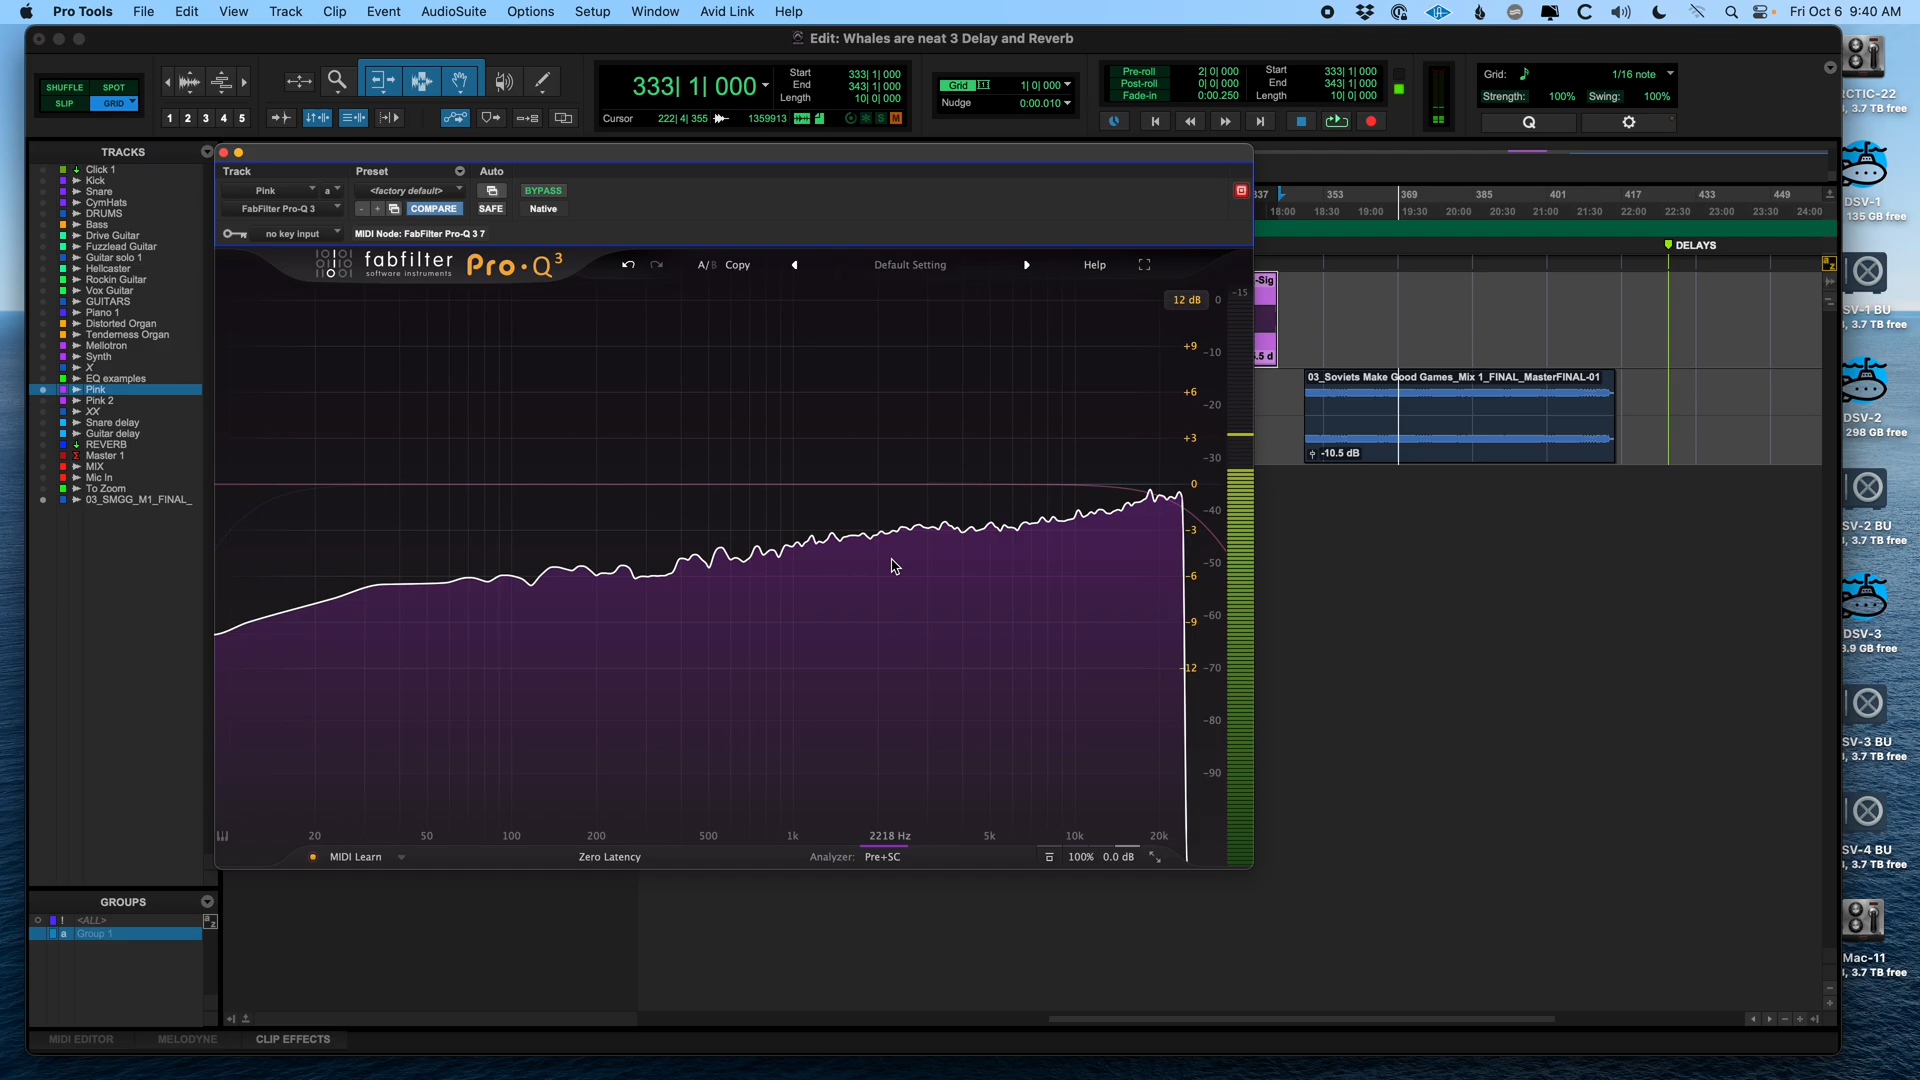 Pro Tools File Edit View Track Clip Event AudioSuite Options Setup Window Avid Link Help
Fri Oct 6 9:40 AM
Edit: Whales are neat 3 Delay and Reverb
SHUFFLE SPOT
SLIP GRID
1 2 3 4 5
333| 1| 000
Start 333| 1| 000
End 343| 1| 000
Length 10| 0| 000
Cursor 222| 4| 355 1359913
S M
Grid 1| 0| 000
Nudge 0:00.010
Pre-roll 2| 0| 000
Post-roll 0| 0| 000
Fade-in 0:00.250
Start 333| 1| 000
End 343| 1| 000
Length 10| 0| 000
Grid: 1/16 note
Strength: 100% Swing: 100%
Q
TRACKS
Click 1
Kick
Snare
CymHats
DRUMS
Bass
Drive Guitar
Fuzzlead Guitar
Guitar solo 1
Hellcaster
Rockin Guitar
Vox Guitar
GUITARS
Piano 1
Distorted Organ
Tenderness Organ
Mellotron
Synth
X
EQ examples
Pink
Pink 2
XX
Snare delay
Guitar delay
REVERB
Master 1
MIX
Mic In
To Zoom
03_SMGG_M1_FINAL_
GROUPS
! <ALL>
a Group 1
Track Preset Auto
Pink a <factory default> BYPASS
FabFilter Pro-Q 3 - + COMPARE SAFE Native
no key input MIDI Node: FabFilter Pro-Q 3 7
fabfilter
software instruments
Pro·Q3
A/B Copy Default Setting Help
12 dB 0 -15
+9 -10
+6 -20
+3 -30
0 -40
-3 -50
-6 -60
-9
-12 -70
-80
-90
20 50 100 200 500 1k 2218 Hz 5k 10k 20k
MIDI Learn Zero Latency Analyzer: Pre+SC 100% 0.0 dB
337 353 369 385 401 417 433 449
18:00 18:30 19:00 19:30 20:00 20:30 21:00 21:30 22:00 22:30 23:00 23:30 24:00
DELAYS
-Sig
5.5 d
03_Soviets Make Good Games_Mix 1_FINAL_MasterFINAL-01
-10.5 dB
MIDI EDITOR MELODYNE CLIP EFFECTS
RCTIC-22
, 3.7 TB free
DSV-1
135 GB free
SV-1 BU
, 3.7 TB free
DSV-2
298 GB free
SV-2 BU
, 3.7 TB free
DSV-3
3.9 GB free
SV-3 BU
, 3.7 TB free
SV-4 BU
, 3.7 TB free
Mac-11
, 3.7 TB free